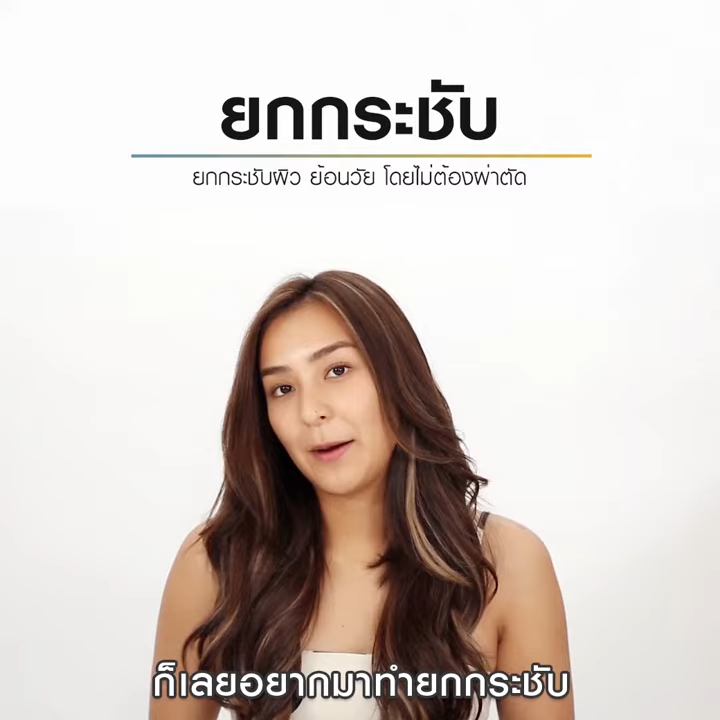 ยกกระชับ
ยกกระชับผิว ย้อนวัย โดยไม่ต้องผ่าตัด
ก็เลยอยากมาทำยกกระชับ